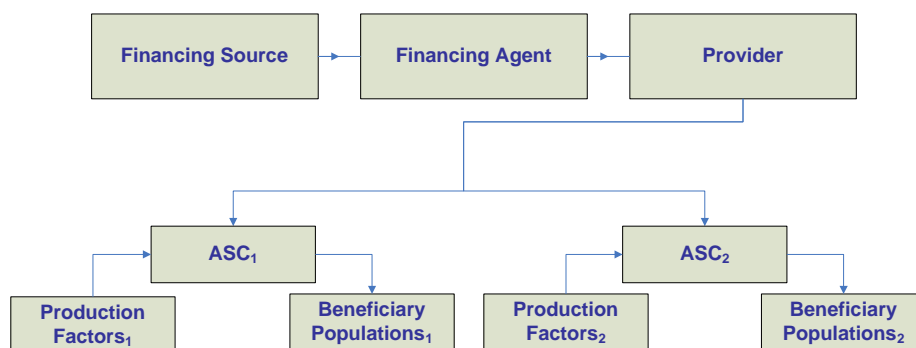 Financing Source
Financing Agent
Provider
ASC₁
ASC₂
Production
Factors₁
Beneficiary
Populations₁
Production
Factors₂
Beneficiary
Populations₂